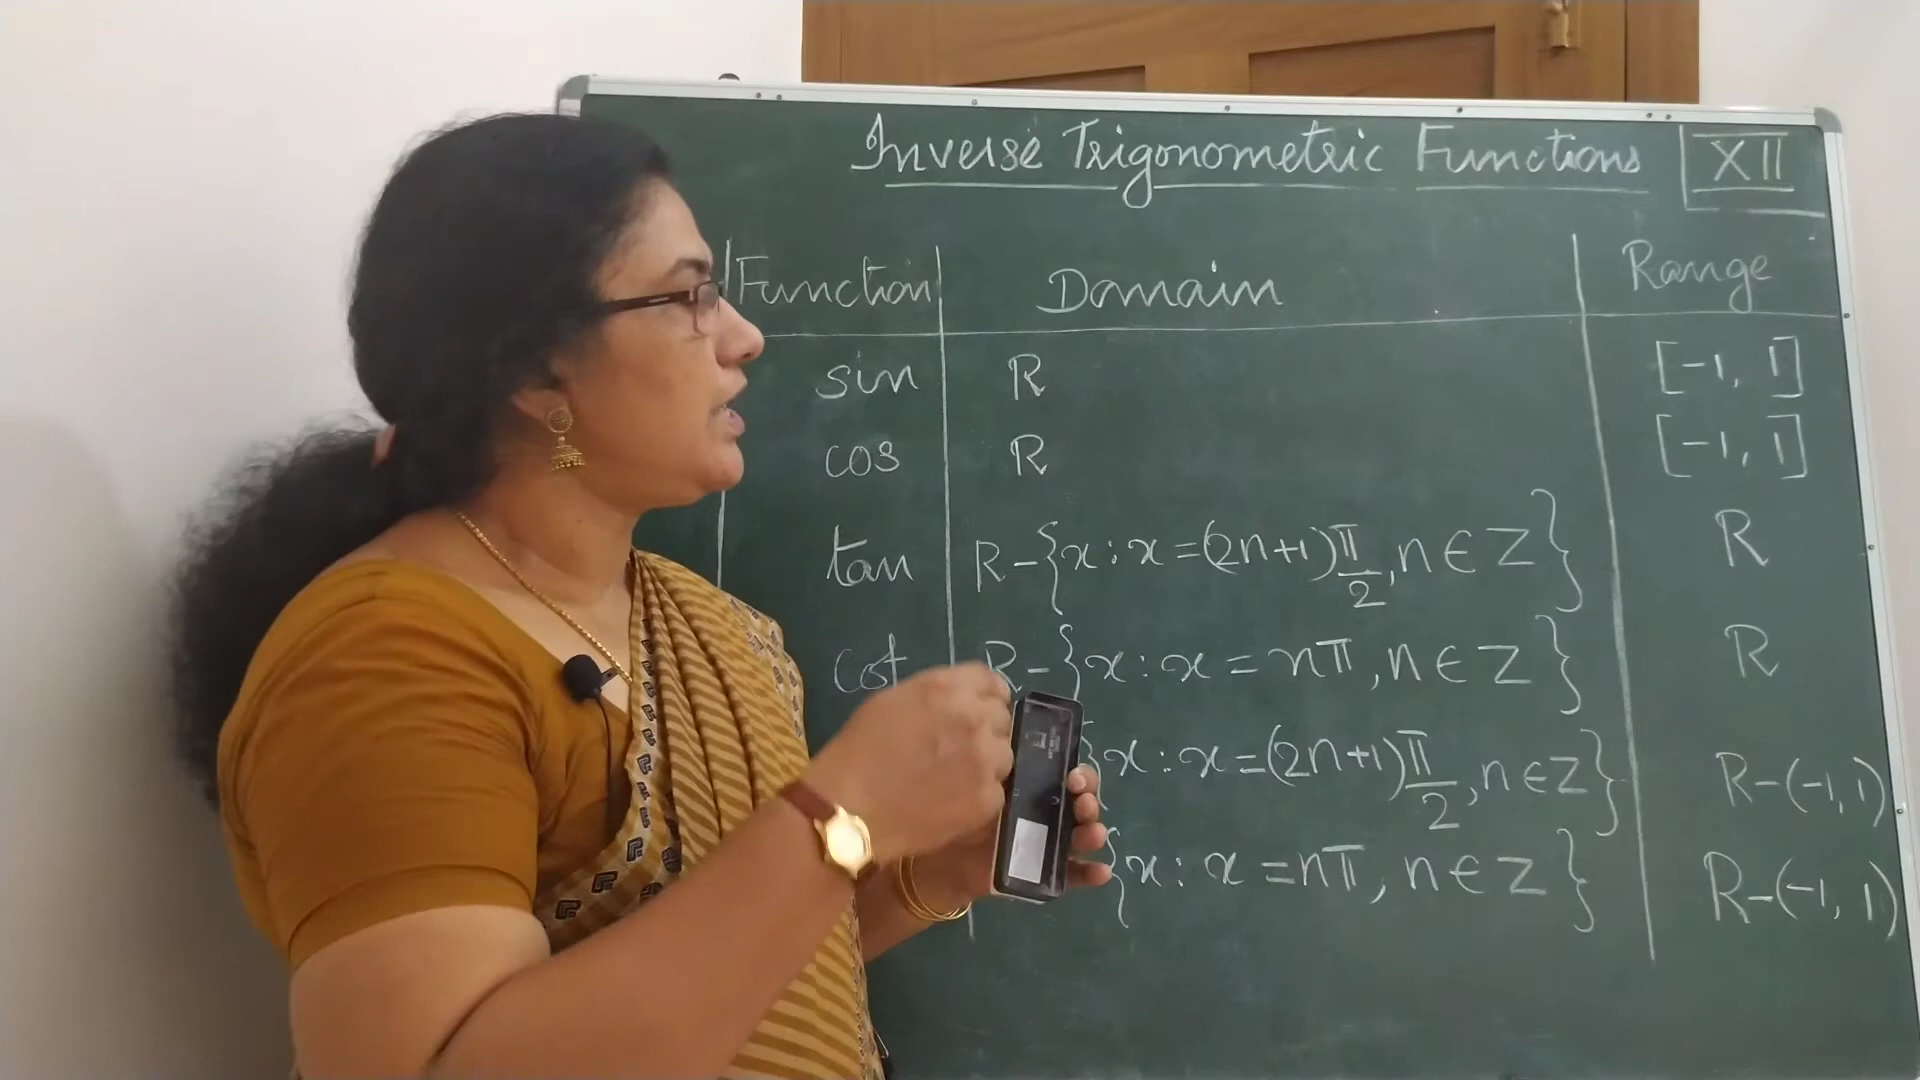 Inverse Trigonometric Functions XII
Function Domain Range
sin R [-1, 1]
cos R [-1, 1]
tan R-{x : x = (2n+1)π/2, n ∈ Z} R
cot R-{x : x = nπ, n ∈ Z} R
{x : x = (2n+1)π/2, n ∈ Z} R-(-1, 1)
{x : x = nπ, n ∈ Z} R-(-1, 1)